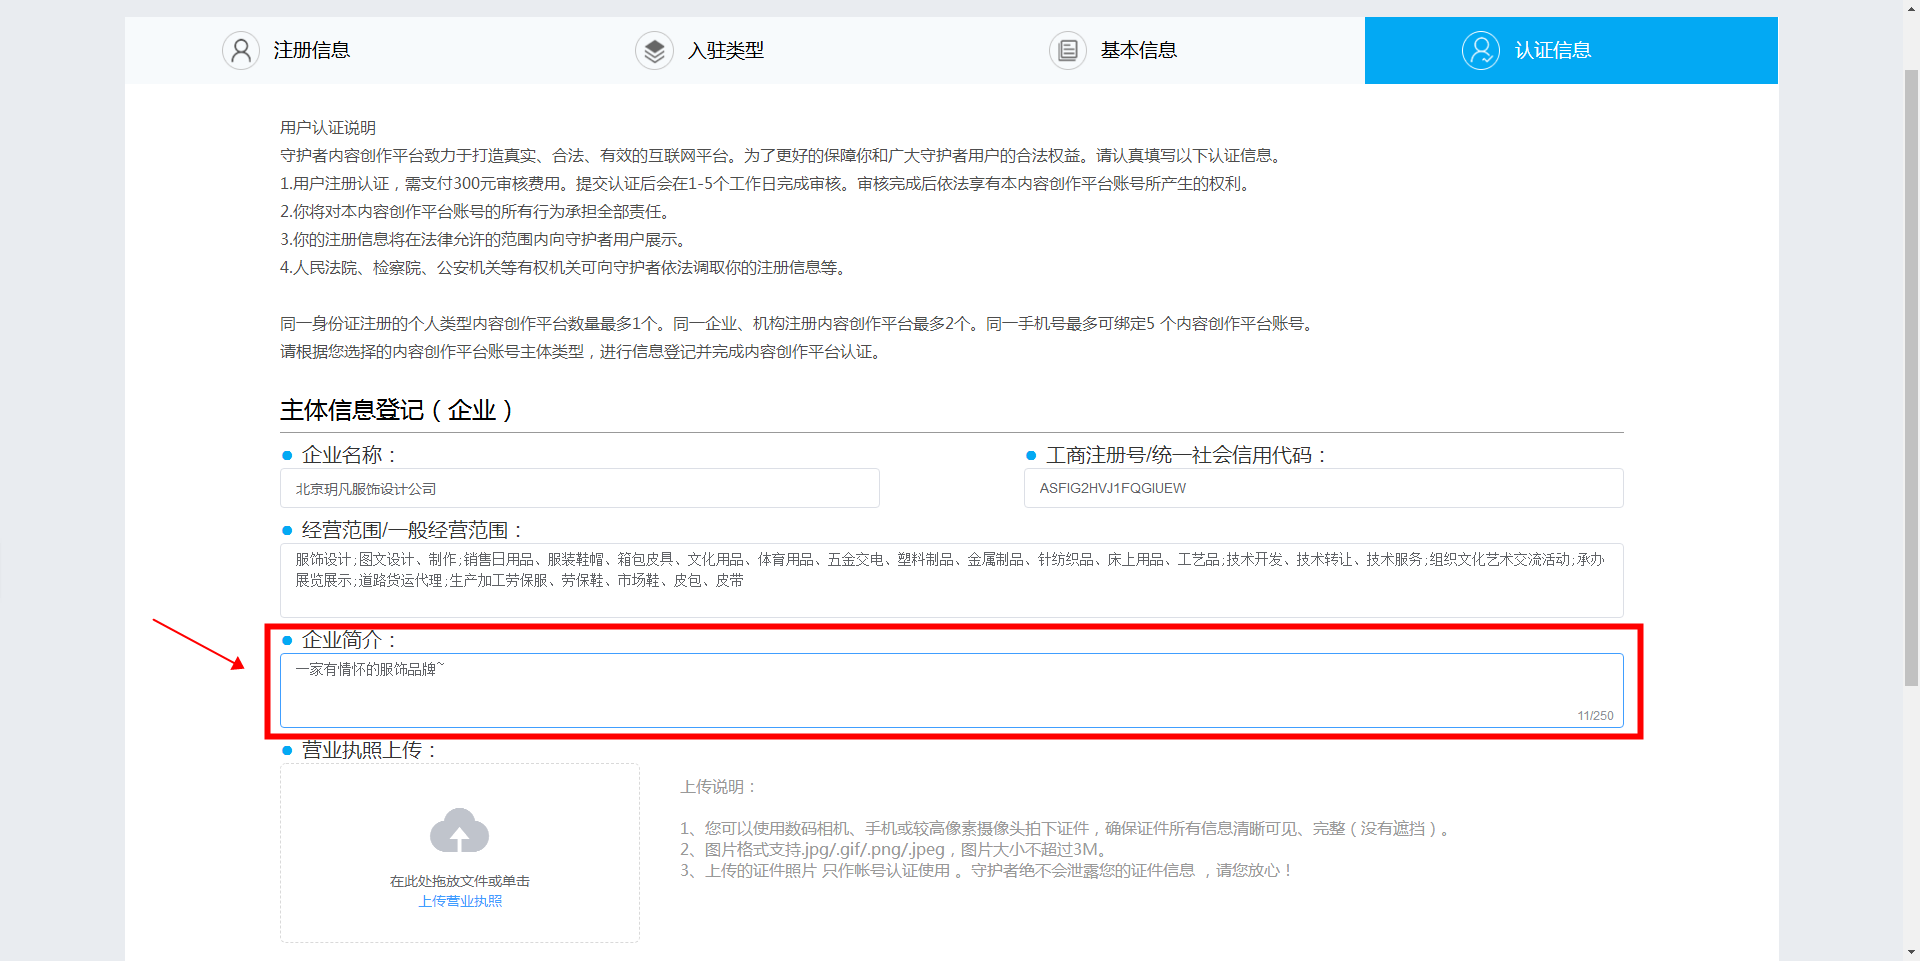 注册信息
入驻类型
基本信息
认证信息
用户认证说明
守护者内容创作平台致力于打造真实、合法、有效的互联网平台。为了更好的保障你和广大守护者用户的合法权益。请认真填写以下认证信息。
1.用户注册认证，需支付300元审核费用。提交认证后会在1-5个工作日完成审核。审核完成后依法享有本内容创作平台账号所产生的权利。
2.你将对本内容创作平台账号的所有行为承担全部责任。
3.你的注册信息将在法律允许的范围内向守护者用户展示。
4.人民法院、检察院、公安机关等有权机关可向守护者依法调取你的注册信息等。
同一身份证注册的个人类型内容创作平台数量最多1个。同一企业、机构注册内容创作平台最多2个。同一手机号最多可绑定5 个内容创作平台账号。
请根据您选择的内容创作平台账号主体类型，进行信息登记并完成内容创作平台认证。
主体信息登记（企业）
企业名称：
工商注册号/统一社会信用代码：
北京玥凡服饰设计公司
ASFIG2HVJ1FQGIUEW
经营范围/一般经营范围：
服饰设计;图文设计、制作;销售日用品、服装鞋帽、箱包皮具、文化用品、体育用品、五金交电、塑料制品、金属制品、针纺织品、床上用品、工艺品;技术开发、技术转让、技术服务;组织文化艺术交流活动;承办
展览展示;道路货运代理;生产加工劳保服、劳保鞋、市场鞋、皮包、皮带
企业简介：
一家有情怀的服饰品牌~
11/250
营业执照上传：
在此处拖放文件或单击
上传营业执照
上传说明：
1、您可以使用数码相机、手机或较高像素摄像头拍下证件，确保证件所有信息清晰可见、完整（没有遮挡）。
2、图片格式支持.jpg/.gif/.png/.jpeg，图片大小不超过3M。
3、上传的证件照片 只作帐号认证使用 。守护者绝不会泄露您的证件信息 ，请您放心！